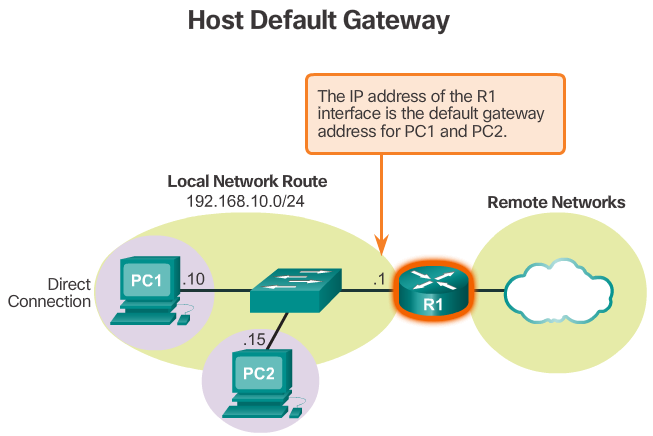 Host Default Gateway
The IP address of the R1
interface is the default gateway
address for PC1 and PC2.
Local Network Route
192.168.10.0/24
Remote Networks
Direct
Connection
PC1
.10
.1
R1
.15
PC2